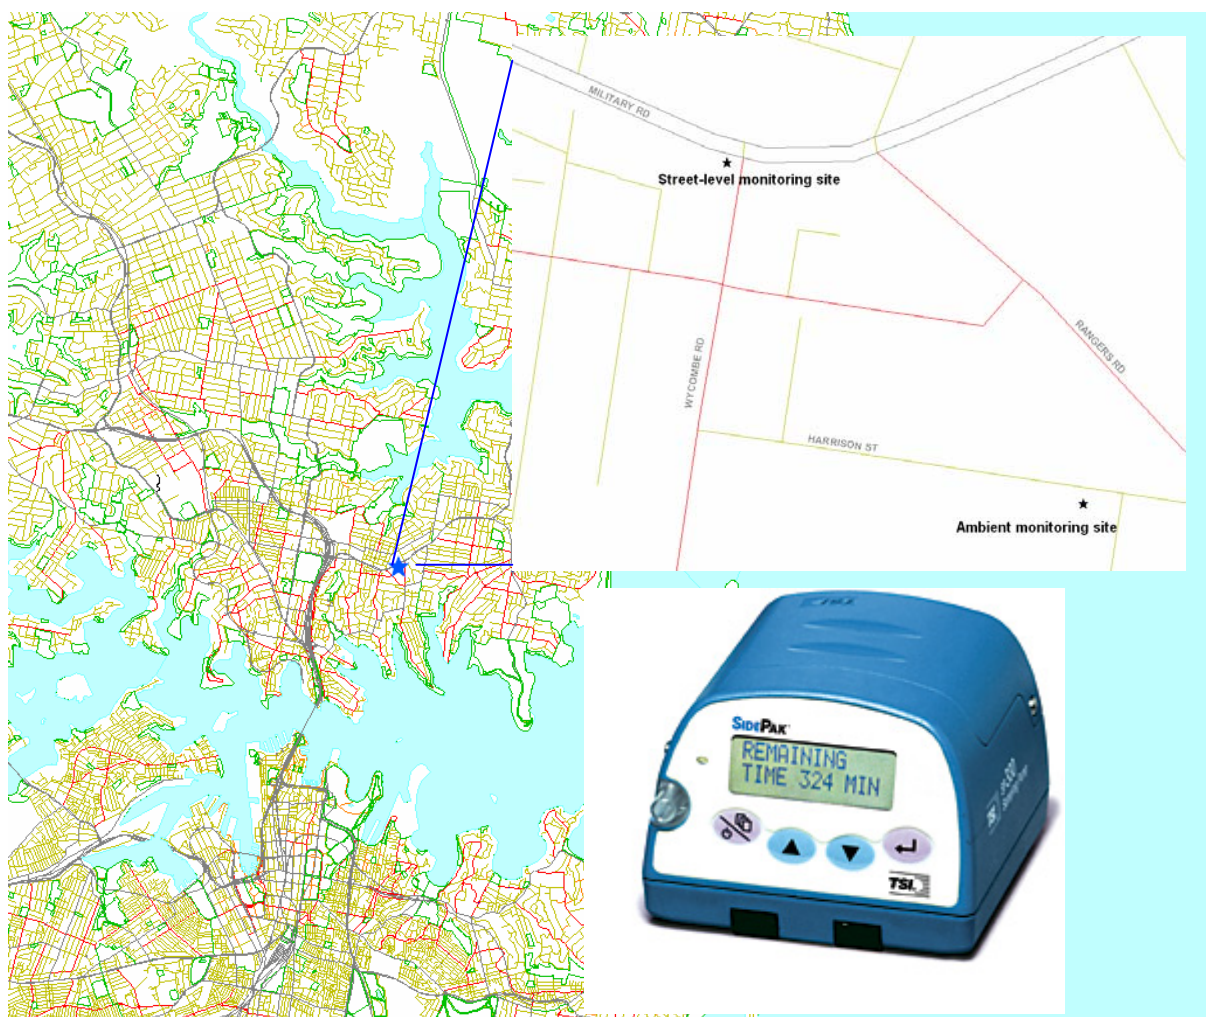 MILITARY RD
Street-level monitoring site
WYCOMBE RD
RANGERS RD
HARRISON ST
Ambient monitoring site
SIDEPAK
REMAINING
TIME 324 MIN
TSI